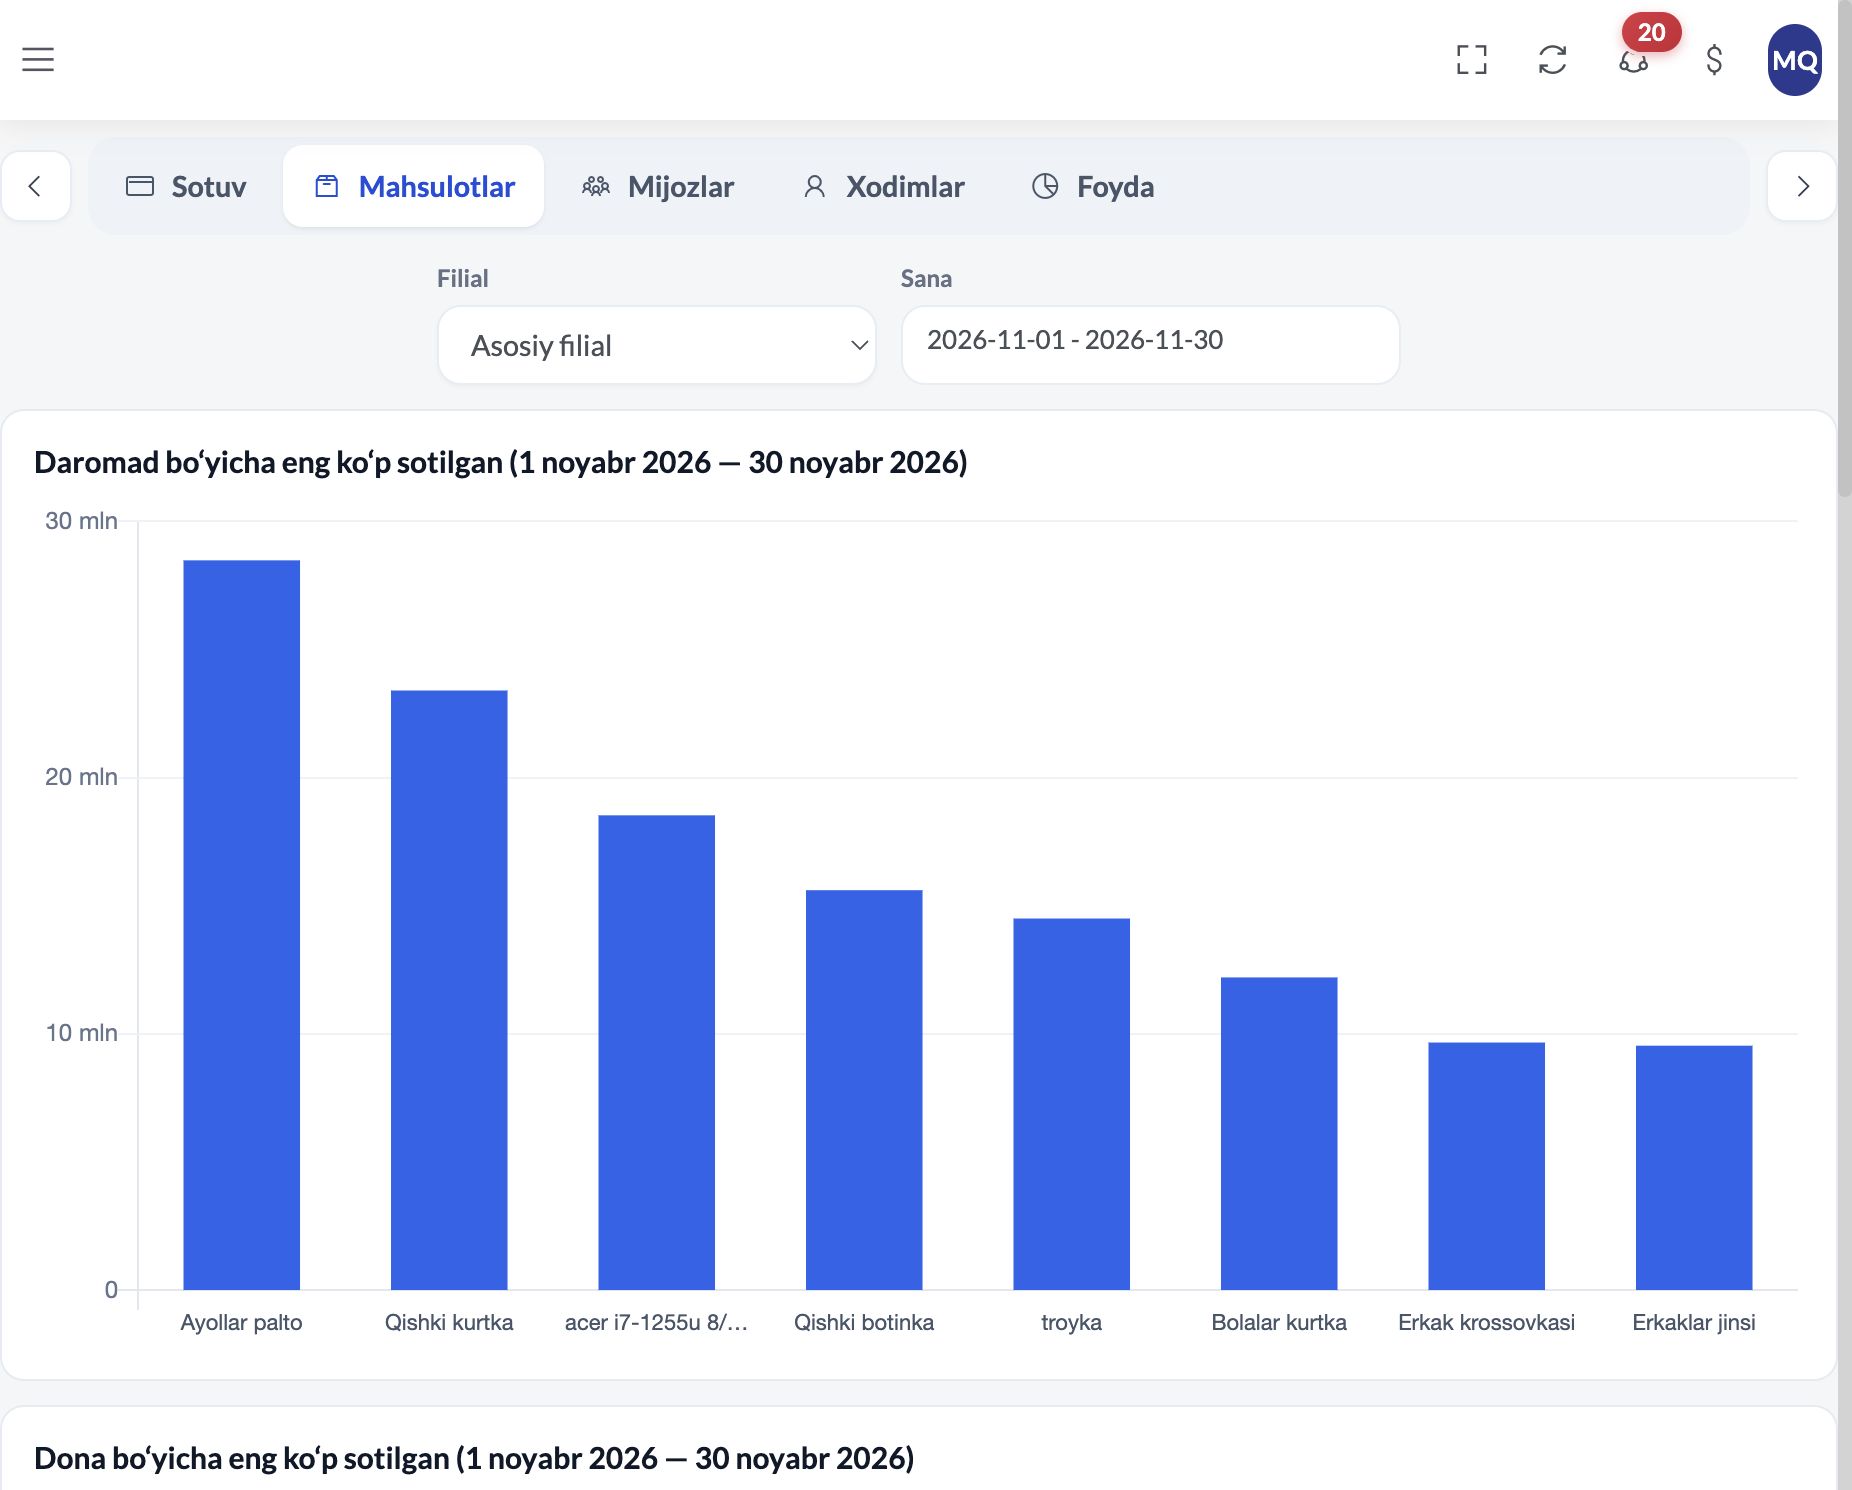 20
MQ
Sotuv
Mahsulotlar
Mijozlar
Xodimlar
Foyda
Filial
Sana
Asosiy filial
2026-11-01 - 2026-11-30
Daromad bo‘yicha eng ko‘p sotilgan (1 noyabr 2026 — 30 noyabr 2026)
30 mln
20 mln
10 mln
0
Ayollar palto
Qishki kurtka
acer i7-1255u 8/...
Qishki botinka
troyka
Bolalar kurtka
Erkak krossovkasi
Erkaklar jinsi
Dona bo‘yicha eng ko‘p sotilgan (1 noyabr 2026 — 30 noyabr 2026)